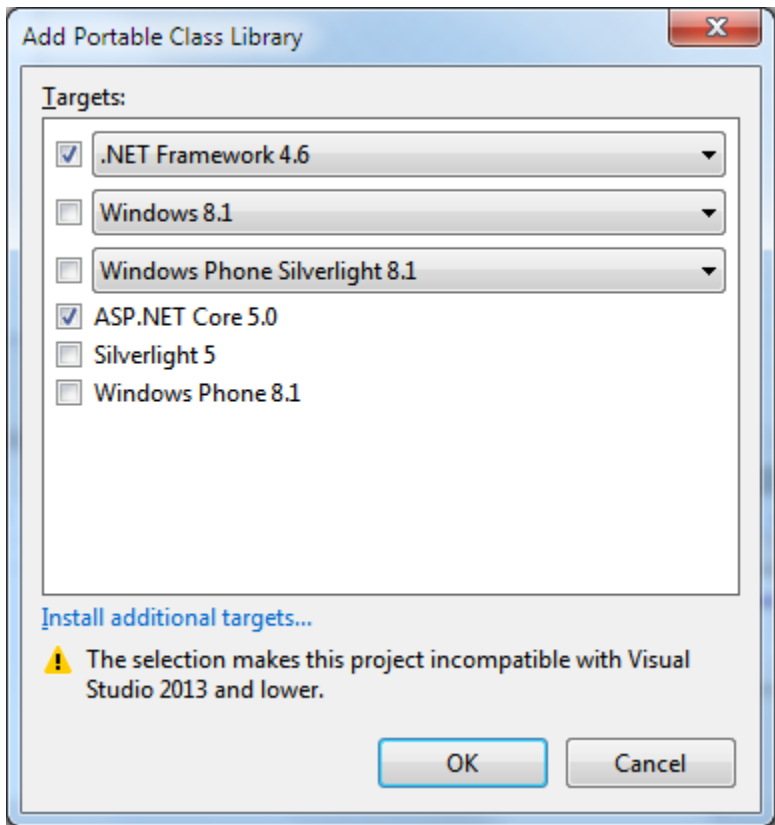 Add Portable Class Library
Targets:
.NET Framework 4.6
Windows 8.1
Windows Phone Silverlight 8.1
ASP.NET Core 5.0
Silverlight 5
Windows Phone 8.1
Install additional targets...
The selection makes this project incompatible with Visual
Studio 2013 and lower.
OK Cancel